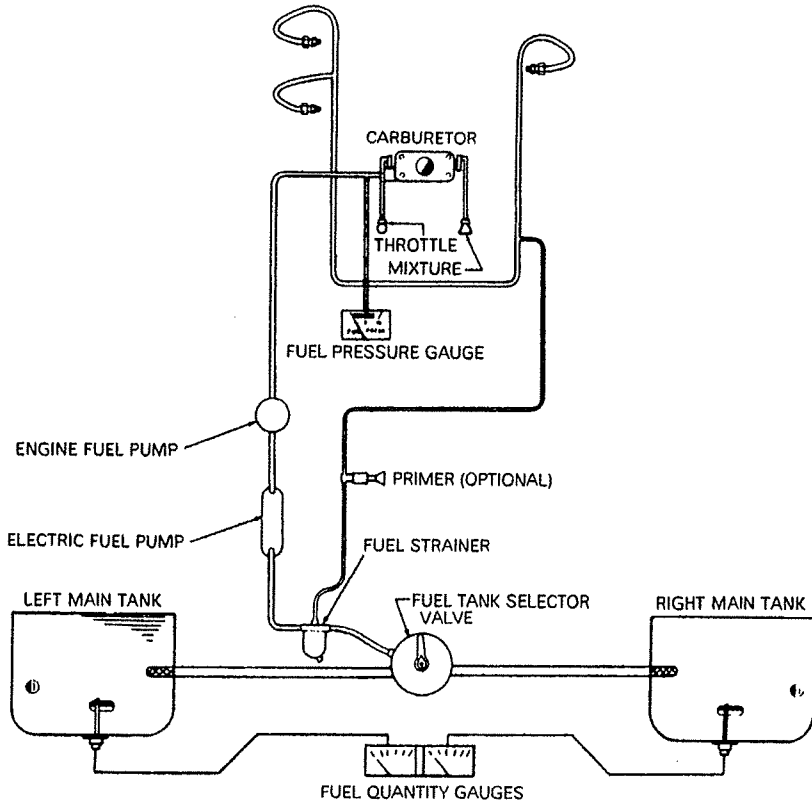 CARBURETOR
THROTTLE
MIXTURE
FUEL PRESSURE GAUGE
ENGINE FUEL PUMP
PRIMER (OPTIONAL)
ELECTRIC FUEL PUMP
FUEL STRAINER
LEFT MAIN TANK
FUEL TANK SELECTOR
VALVE
RIGHT MAIN TANK
FUEL QUANTITY GAUGES